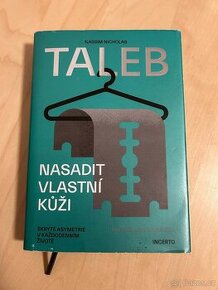 NASSIM NICHOLAS
TALEB
NASADIT
VLASTNÍ
KŮŽI
SKRYTÉ ASYMETRIE
V KAŽDODENNÍM
ŽIVOTĚ
INCERTO